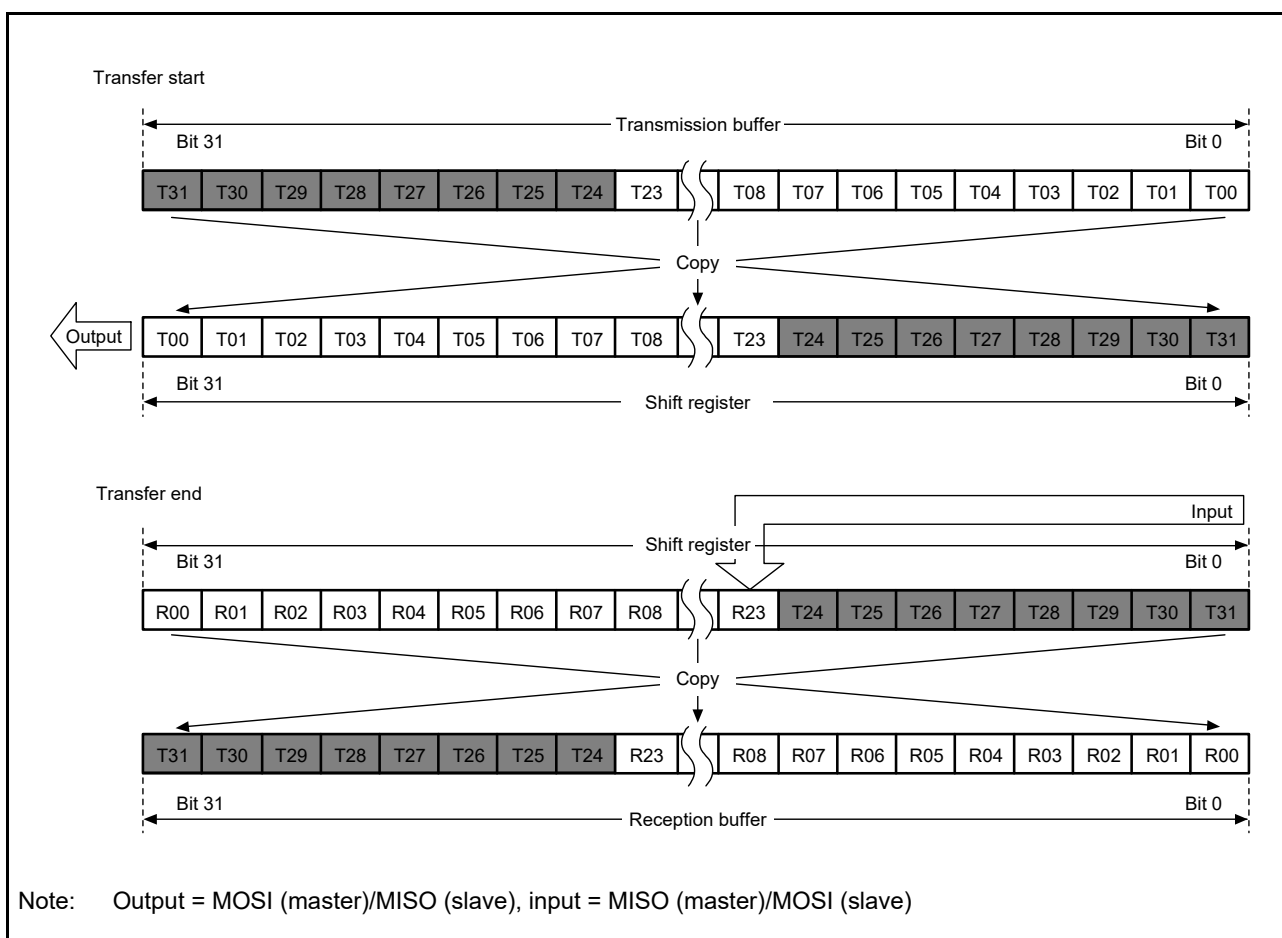 Transfer start
Transmission buffer
Bit 31 Bit 0
T31 T30 T29 T28 T27 T26 T25 T24 T23 T08 T07 T06 T05 T04 T03 T02 T01 T00
Copy
Output T00 T01 T02 T03 T04 T05 T06 T07 T08 T23 T24 T25 T26 T27 T28 T29 T30 T31
Bit 31 Bit 0
Shift register
Transfer end
Input
Shift register
Bit 31 Bit 0
R00 R01 R02 R03 R04 R05 R06 R07 R08 R23 T24 T25 T26 T27 T28 T29 T30 T31
Copy
T31 T30 T29 T28 T27 T26 T25 T24 R23 R08 R07 R06 R05 R04 R03 R02 R01 R00
Bit 31 Bit 0
Reception buffer
Note: Output = MOSI (master)/MISO (slave), input = MISO (master)/MOSI (slave)